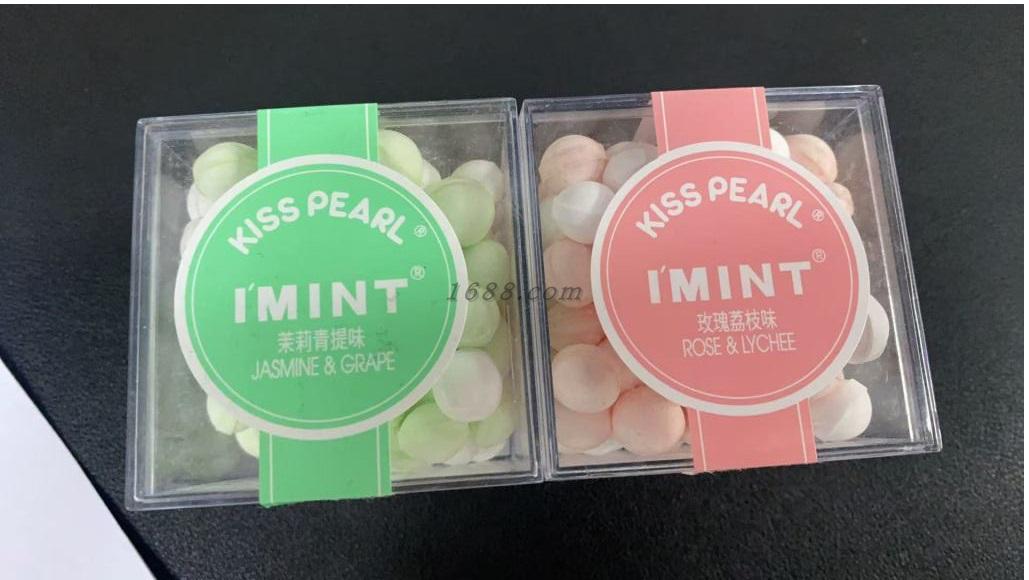 KISS PEARL®
I'MINT®
茉莉青提味
JASMINE & GRAPE
KISS PEARL®
I'MINT®
玫瑰荔枝味
ROSE & LYCHEE
1688.com